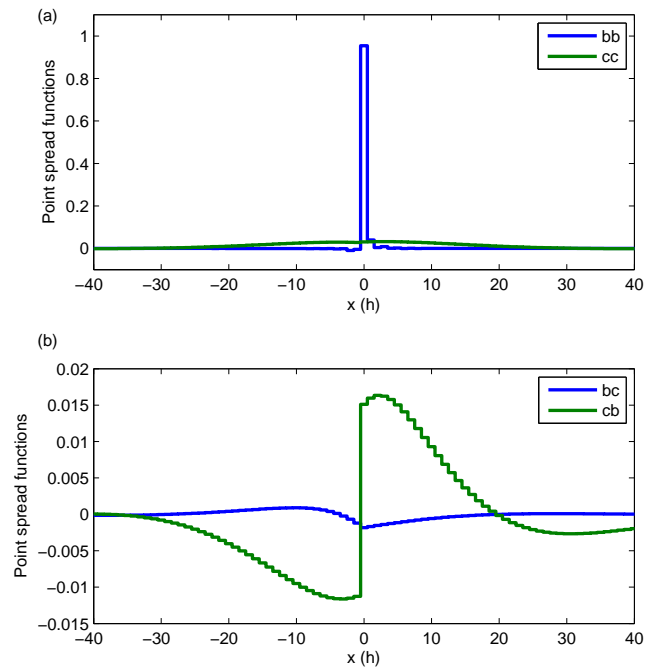 (a)
bb
cc
Point spread functions
1
0.8
0.6
0.4
0.2
0
−40 −30 −20 −10 0 10 20 30 40
x (h)
(b)
bc
cb
Point spread functions
0.02
0.015
0.01
0.005
0
−0.005
−0.01
−0.015
−40 −30 −20 −10 0 10 20 30 40
x (h)